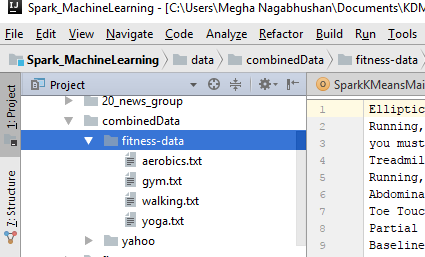 Spark_MachineLearning - [C:\Users\Megha Nagabhushan\Documents\KDM
File Edit View Navigate Code Analyze Refactor Build R
Spark_MachineLearning data combinedData fitness-data
1: Project
7: Structure
Project
20_news_group
combinedData
fitness-data
aerobics.txt
gym.txt
walking.txt
yoga.txt
yahoo
O SparkKMeansMai
1 Elliptic
2 Running,
3 you must
4 Treadmil
5 Running,
6 Abdomina
7 Toe Touc
8 Partial
9 Baseline